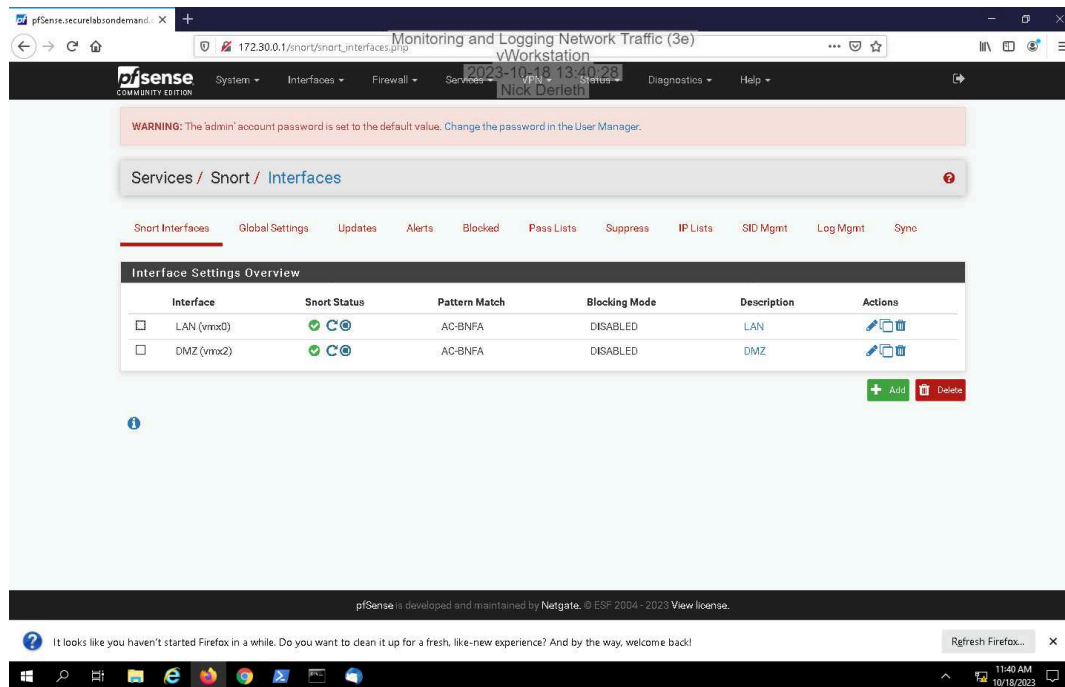 pfSense.securelabsondemand.c
172.30.0.1/snort/snort_interfaces.php
Monitoring and Logging Network Traffic (3e)
vWorkstation
2023-10-18 13:40:28
Nick Derleth
pfsense
COMMUNITY EDITION
System
Interfaces
Firewall
Services
VPN
Status
Diagnostics
Help
WARNING: The 'admin' account password is set to the default value. Change the password in the User Manager.
Services / Snort / Interfaces
Snort Interfaces Global Settings Updates Alerts Blocked Pass Lists Suppress IP Lists SID Mgmt Log Mgmt Sync
Interface Settings Overview
Interface Snort Status Pattern Match Blocking Mode Description Actions
LAN (vmx0) AC-BNFA DISABLED LAN
DMZ (vmx2) AC-BNFA DISABLED DMZ
Add Delete
pfSense is developed and maintained by Netgate. © ESF 2004 - 2023 View license.
It looks like you haven't started Firefox in a while. Do you want to clean it up for a fresh, like-new experience? And by the way, welcome back!
Refresh Firefox...
11:40 AM
10/18/2023